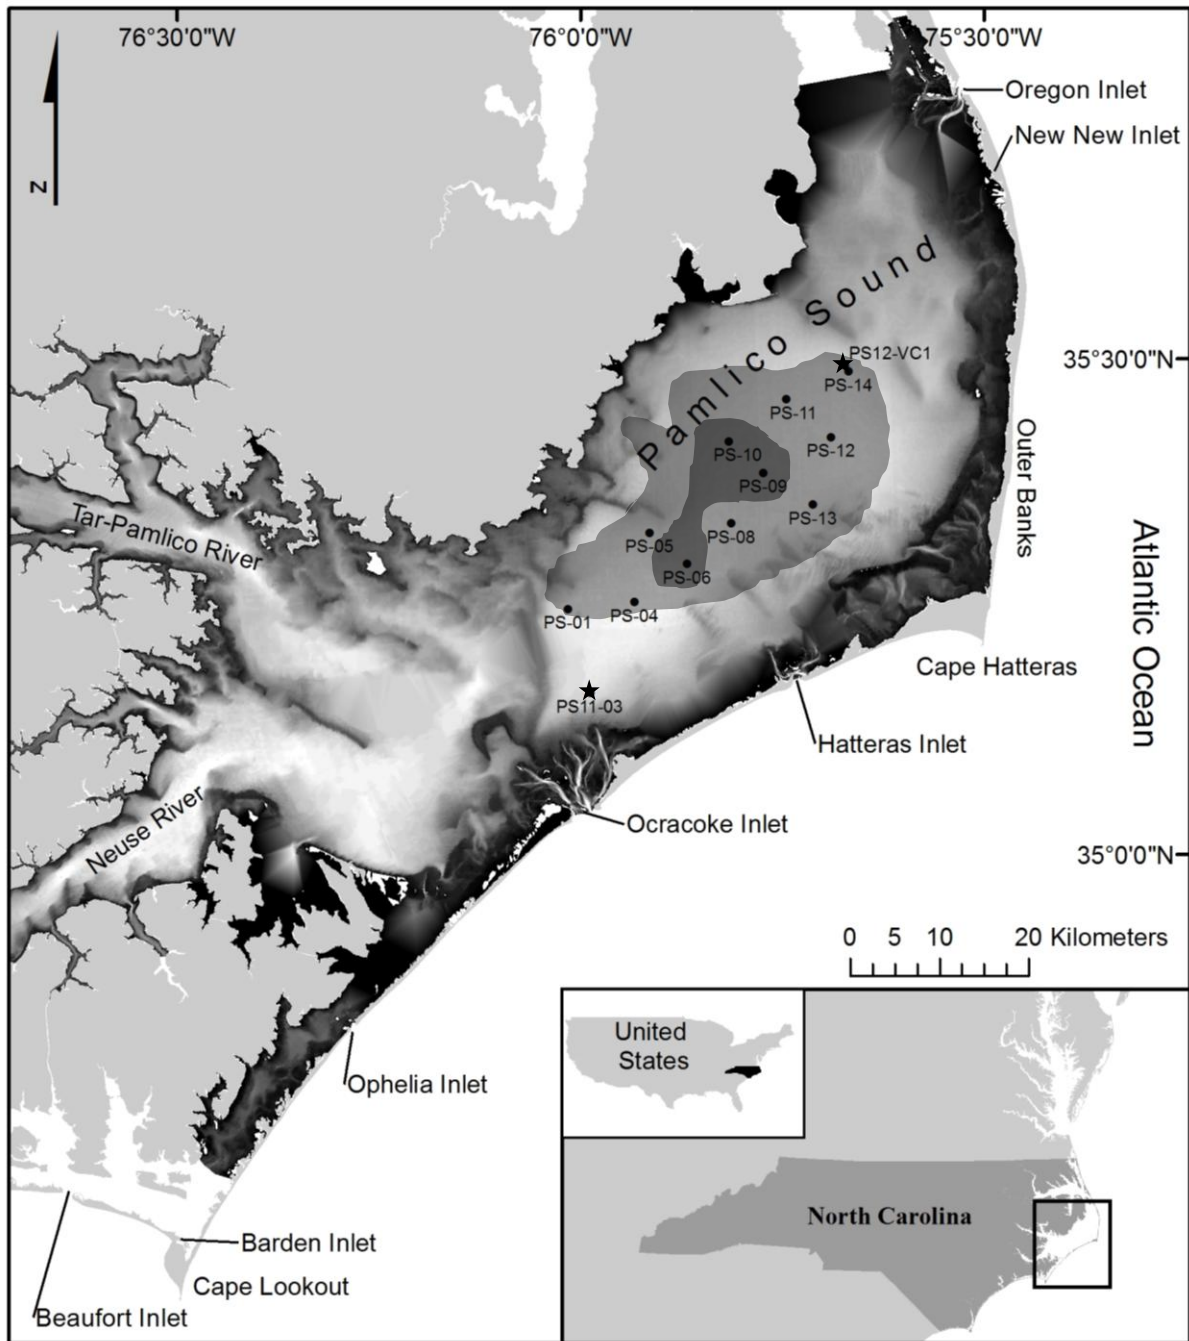 76°30'0"W
76°0'0"W
75°30'0"W
Oregon Inlet
New New Inlet
N
Pamlico Sound
PS12-VC1
35°30'0"N
PS-14
PS-11
PS-12
PS-10
PS-09
PS-13
PS-08
PS-05
PS-06
PS-01
PS-04
Outer Banks
Atlantic Ocean
Tar-Pamlico River
Cape Hatteras
PS11-03
Hatteras Inlet
Neuse River
Ocracoke Inlet
35°0'0"N
0 5 10 20 Kilometers
United
States
Ophelia Inlet
North Carolina
Barden Inlet
Cape Lookout
Beaufort Inlet